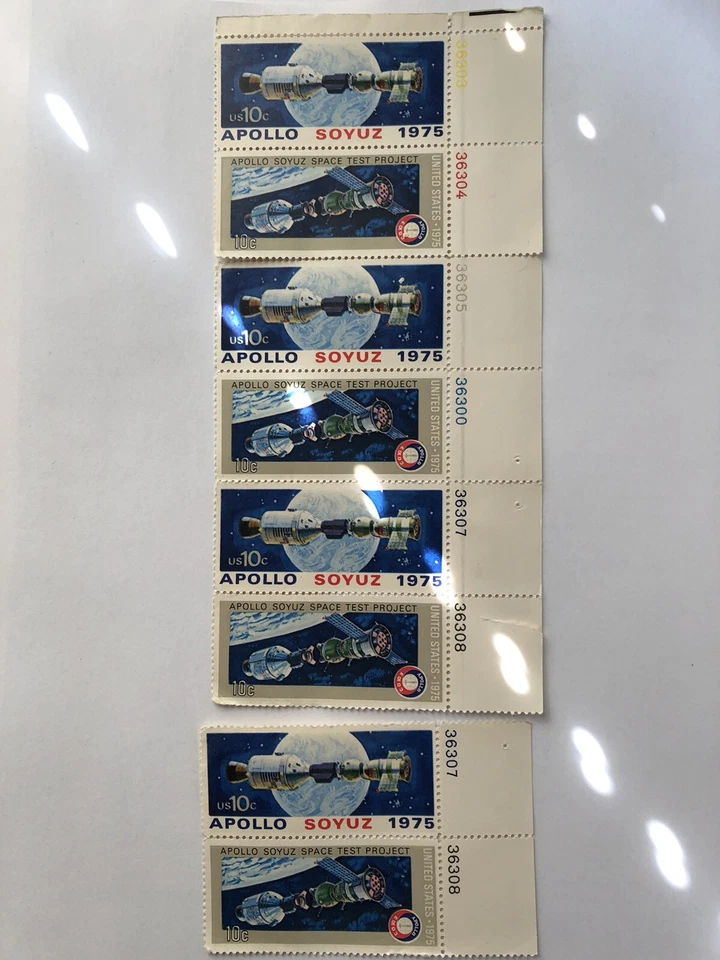 36303
US10c
APOLLO SOYUZ 1975
36304
APOLLO SOYUZ SPACE TEST PROJECT
UNITED STATES · 1975
10c
36305
US10c
APOLLO SOYUZ 1975
36300
APOLLO SOYUZ SPACE TEST PROJECT
UNITED STATES · 1975
10c
36307
US10c
APOLLO SOYUZ 1975
36308
APOLLO SOYUZ SPACE TEST PROJECT
UNITED STATES · 1975
10c
36307
US10c
APOLLO SOYUZ 1975
36308
APOLLO SOYUZ SPACE TEST PROJECT
UNITED STATES · 1975
10c